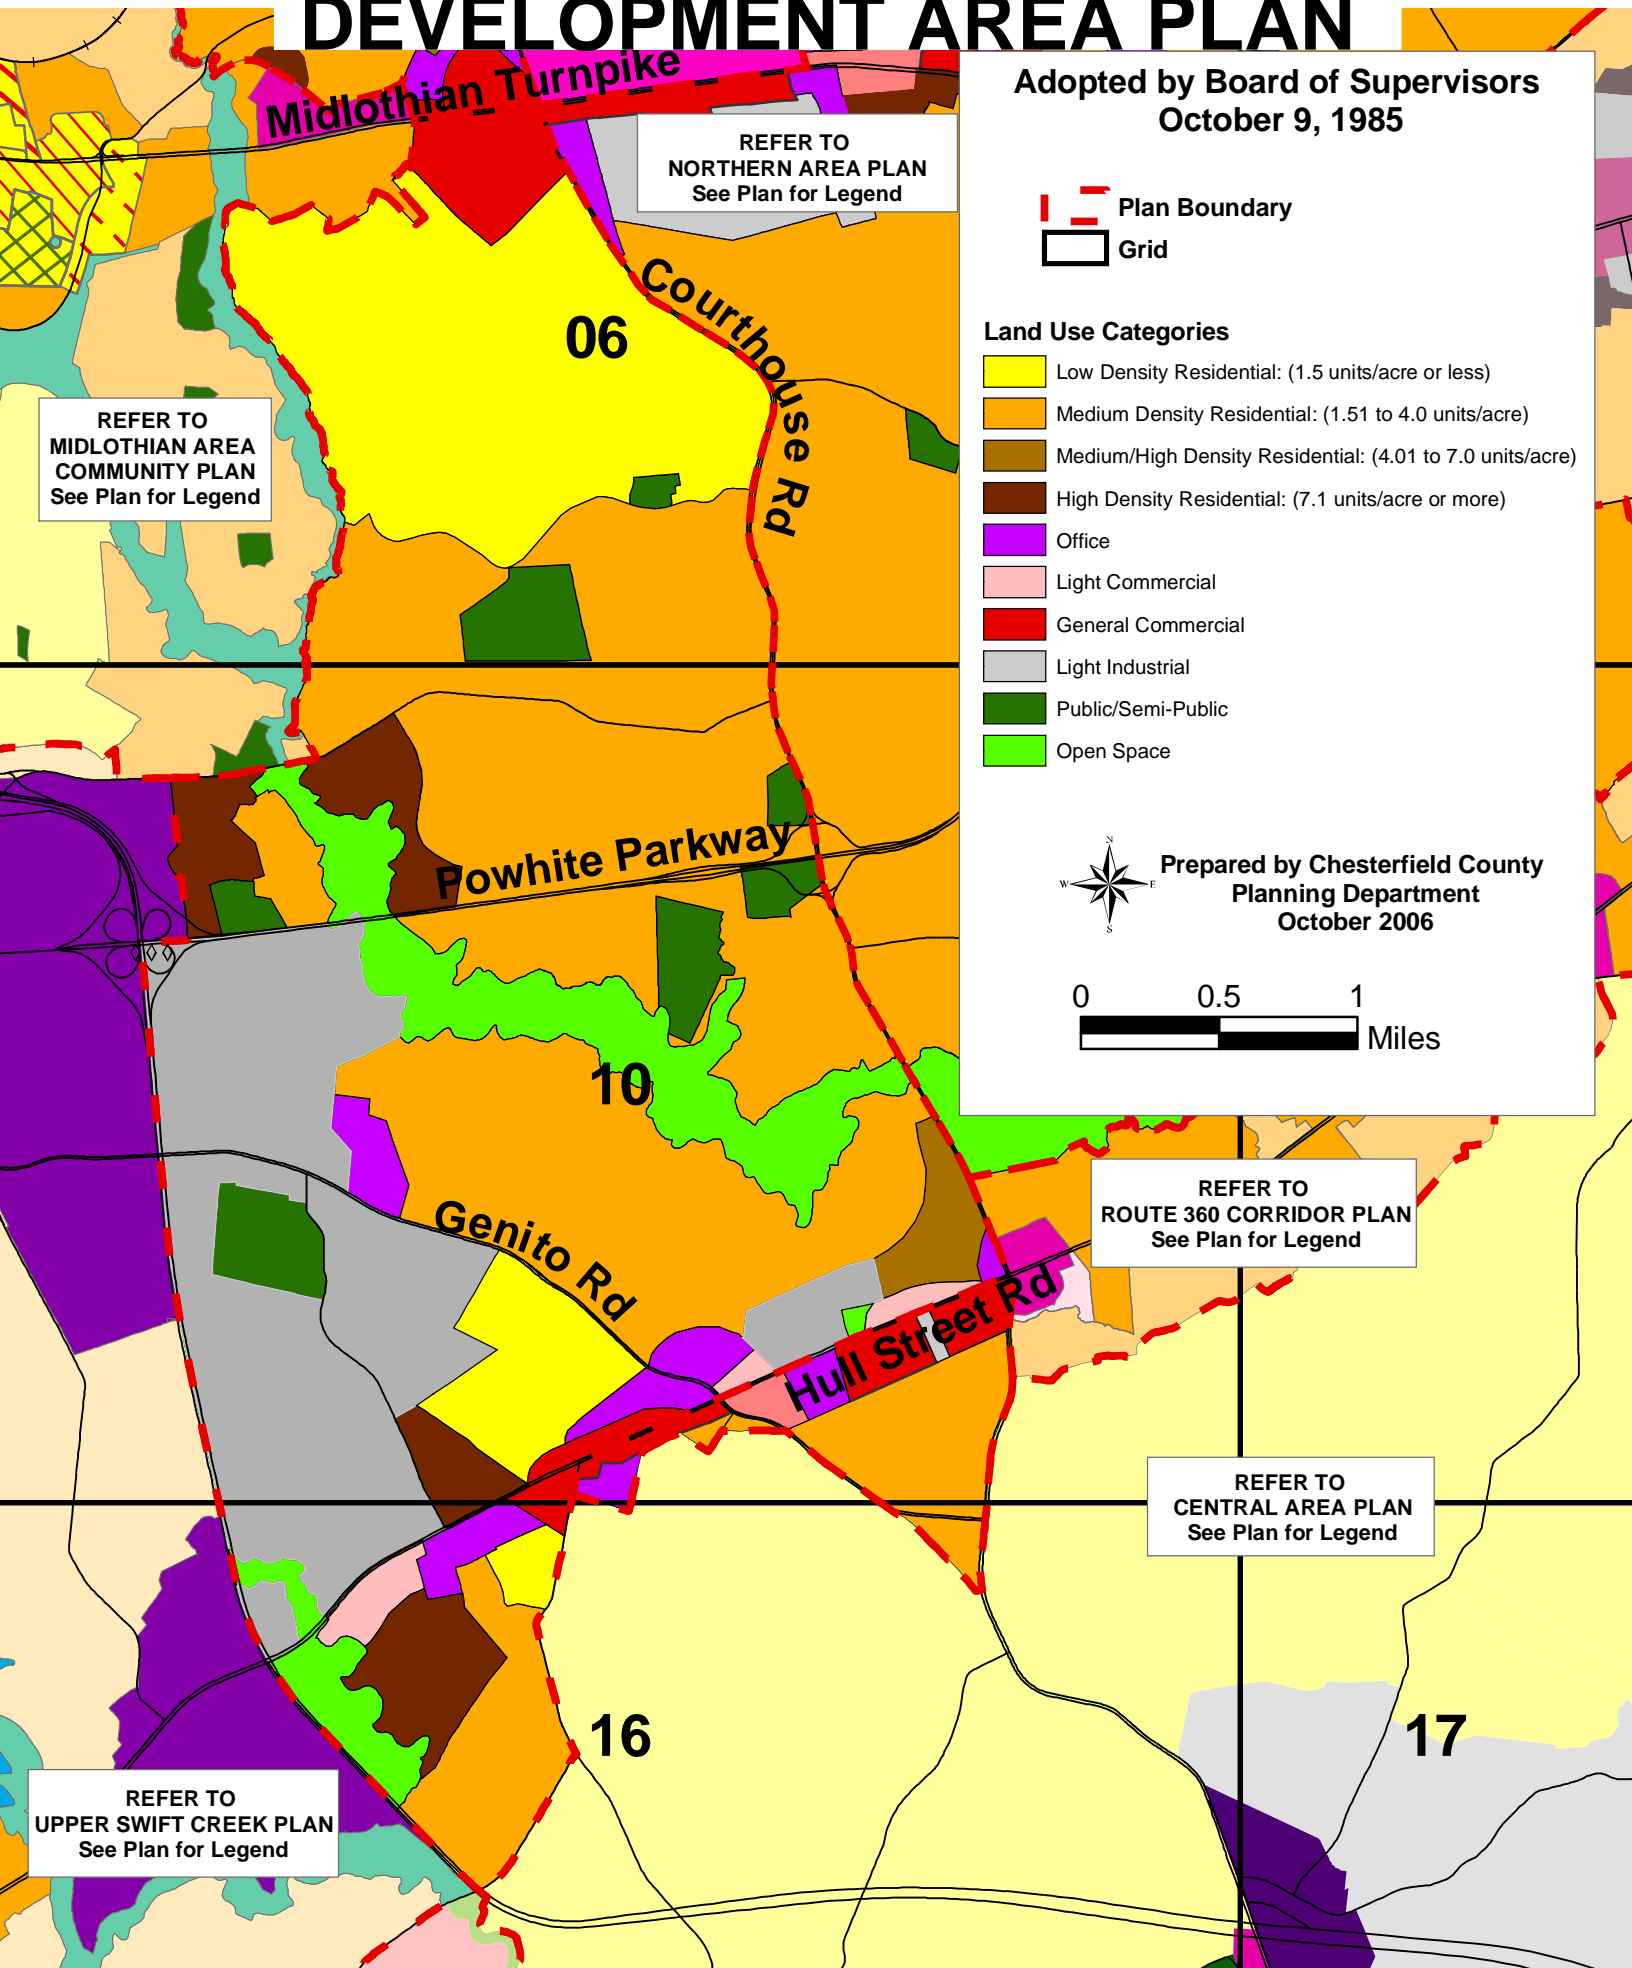 DEVELOPMENT AREA PLAN
Adopted by Board of Supervisors
October 9, 1985
Plan Boundary
Grid
Land Use Categories
Low Density Residential: (1.5 units/acre or less)
Medium Density Residential: (1.51 to 4.0 units/acre)
Medium/High Density Residential: (4.01 to 7.0 units/acre)
High Density Residential: (7.1 units/acre or more)
Office
Light Commercial
General Commercial
Light Industrial
Public/Semi-Public
Open Space
N
W E
S
Prepared by Chesterfield County
Planning Department
October 2006
0 0.5 1
Miles
Midlothian Turnpike
REFER TO
NORTHERN AREA PLAN
See Plan for Legend
Courthouse Rd
06
REFER TO
MIDLOTHIAN AREA
COMMUNITY PLAN
See Plan for Legend
Powhite Parkway
10
Genito Rd
Hull Street Rd
REFER TO
ROUTE 360 CORRIDOR PLAN
See Plan for Legend
REFER TO
CENTRAL AREA PLAN
See Plan for Legend
16
17
REFER TO
UPPER SWIFT CREEK PLAN
See Plan for Legend